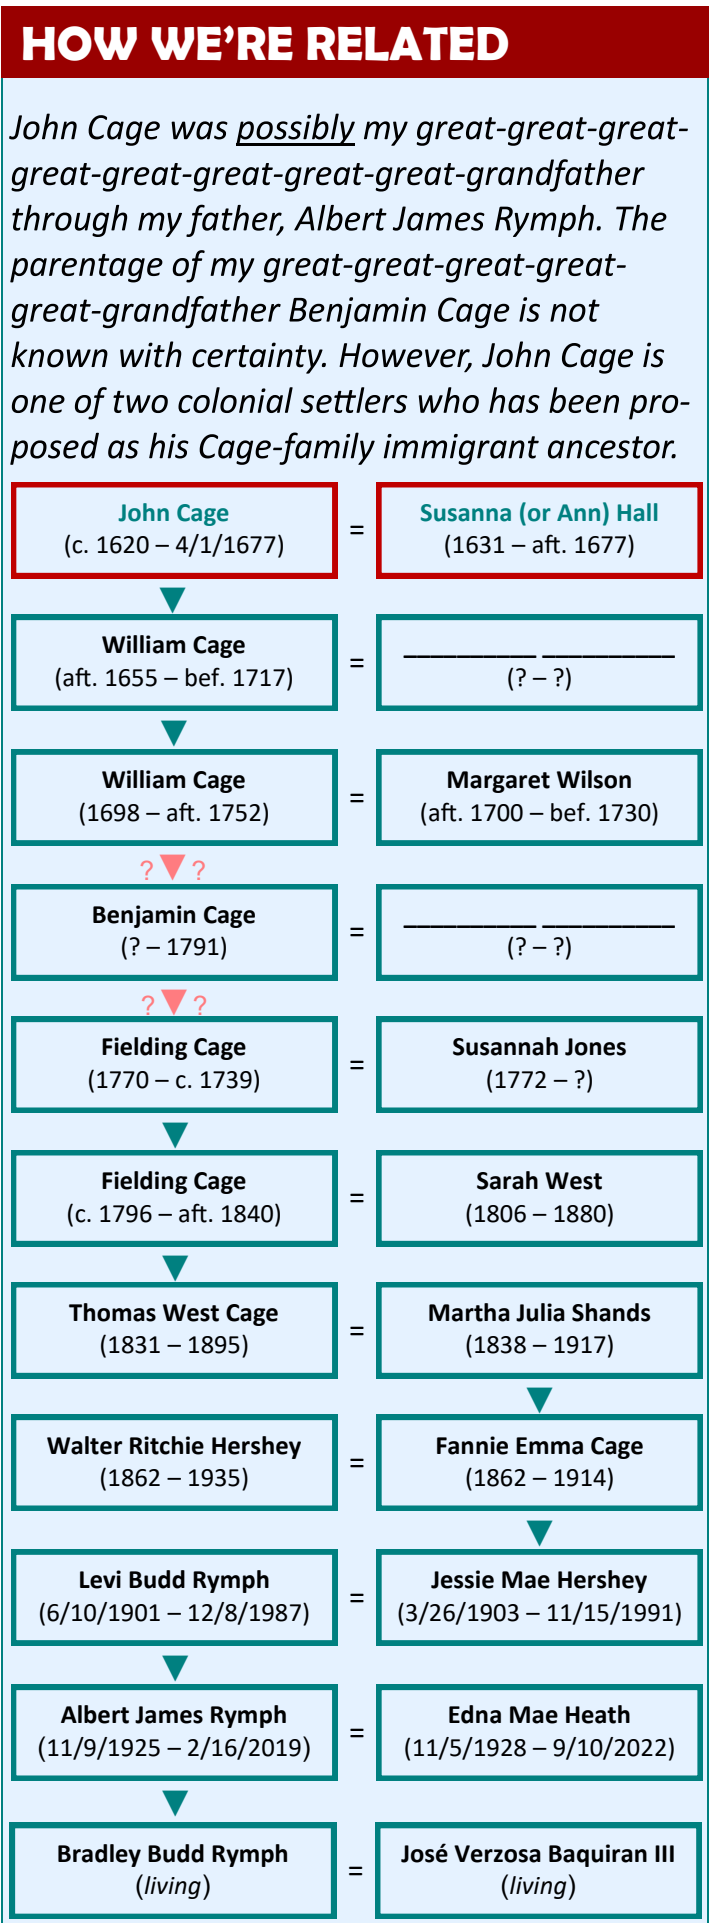 HOW WE'RE RELATED
John Cage was possibly my great-great-great-
great-great-great-great-great-grandfather
through my father, Albert James Rymph. The
parentage of my great-great-great-great-
great-grandfather Benjamin Cage is not
known with certainty. However, John Cage is
one of two colonial settlers who has been pro-
posed as his Cage-family immigrant ancestor.
John Cage = Susanna (or Ann) Hall
(c. 1620 – 4/1/1677) (1631 – aft. 1677)
William Cage = __________ __________
(aft. 1655 – bef. 1717) (? – ?)
William Cage = Margaret Wilson
(1698 – aft. 1752) (aft. 1700 – bef. 1730)
? ?
Benjamin Cage = __________ __________
(? – 1791) (? – ?)
? ?
Fielding Cage = Susannah Jones
(1770 – c. 1739) (1772 – ?)
Fielding Cage = Sarah West
(c. 1796 – aft. 1840) (1806 – 1880)
Thomas West Cage = Martha Julia Shands
(1831 – 1895) (1838 – 1917)
Walter Ritchie Hershey = Fannie Emma Cage
(1862 – 1935) (1862 – 1914)
Levi Budd Rymph = Jessie Mae Hershey
(6/10/1901 – 12/8/1987) (3/26/1903 – 11/15/1991)
Albert James Rymph = Edna Mae Heath
(11/9/1925 – 2/16/2019) (11/5/1928 – 9/10/2022)
Bradley Budd Rymph = José Verzosa Baquiran III
(living) (living)